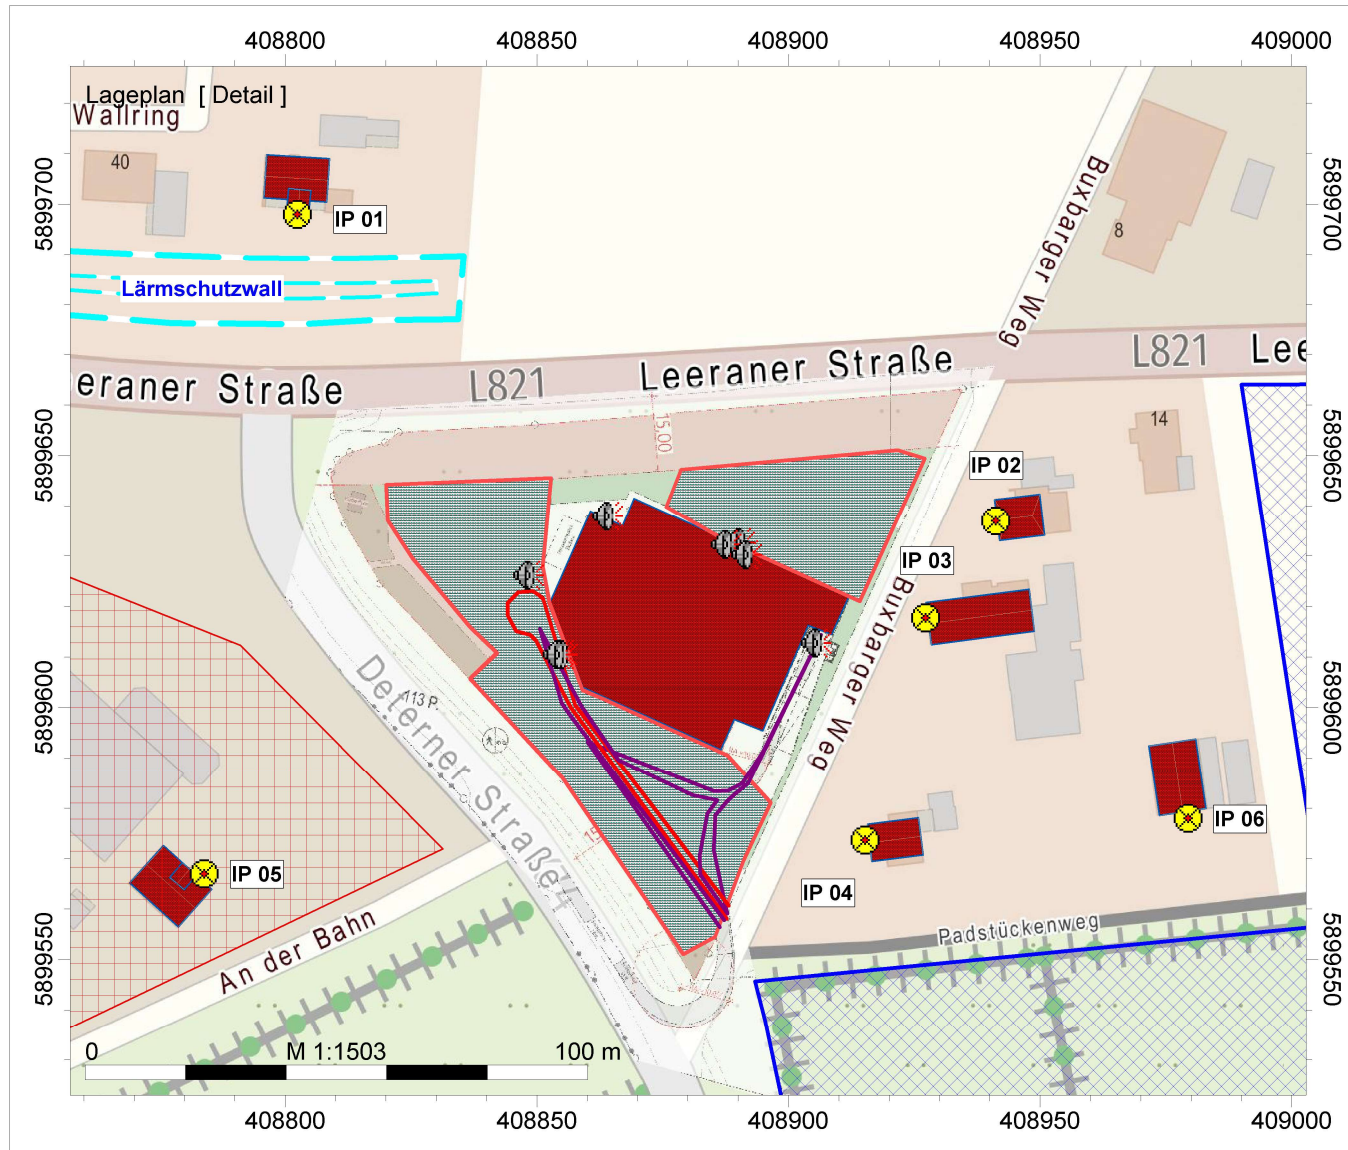 408800 408850 408900 408950 409000
Lageplan [ Detail ]
Wallring
40
5899700
5899700
IP 01
Buxbarger Weg
8
Lärmschutzwall
eraner Straße
L821
Leeraner Straße
L821
Lee
15,00
14
5899650
5899650
IP 02
IP 03
Buxbarger Weg
5899600
5899600
113 P
Deterner Straße
IP 05
IP 06
IP 04
An der Bahn
Padstückenweg
5899550
5899550
0 M 1:1503 100 m
408800 408850 408900 408950 409000